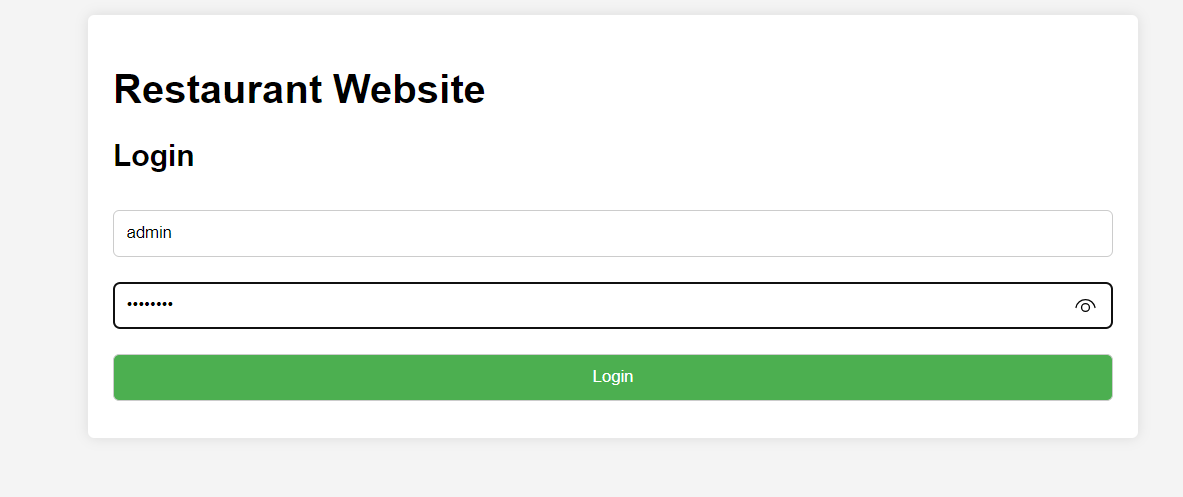 Restaurant Website
Login
admin
••••••••
Login